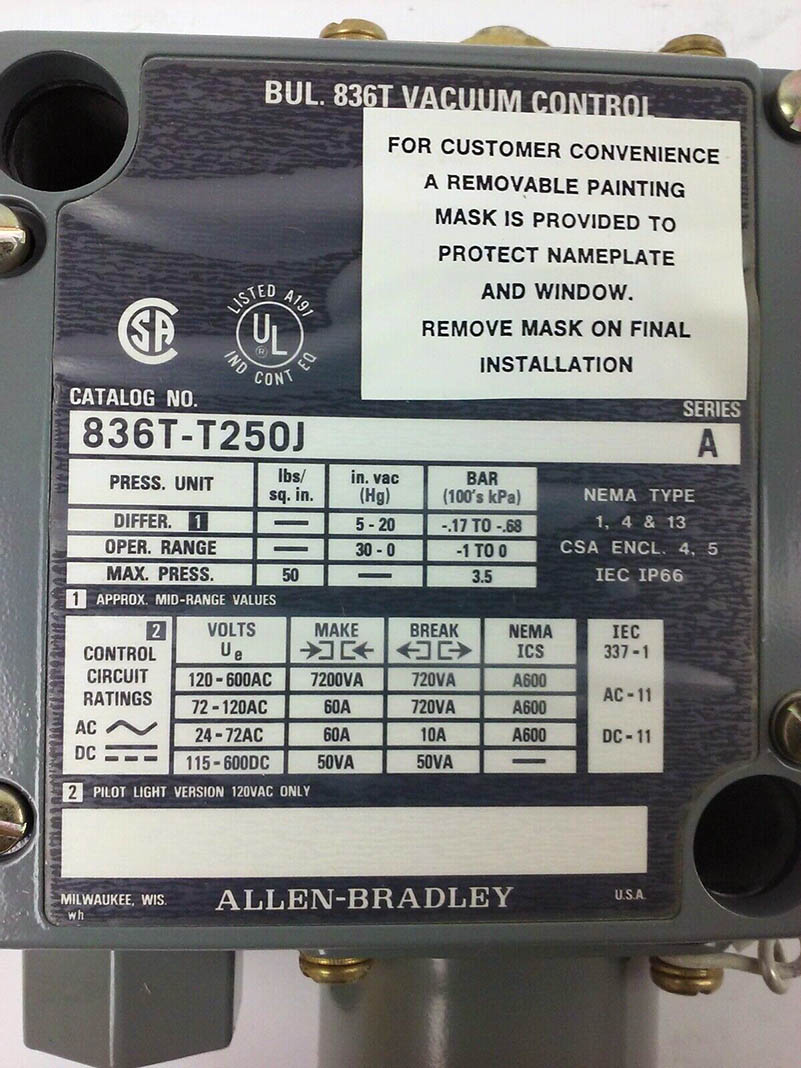 BUL. 836T VACUUM CONTROL
FOR CUSTOMER CONVENIENCE
A REMOVABLE PAINTING
MASK IS PROVIDED TO
PROTECT NAMEPLATE
AND WINDOW.
REMOVE MASK ON FINAL
INSTALLATION
SA
LISTED A191
UL
®
IND CONT EQ
CATALOG NO.
SERIES
836T-T250J A
PRESS. UNIT lbs/ sq. in. in. vac (Hg) BAR (100's kPa)
DIFFER. 1 — 5 - 20 -.17 TO -.68
OPER. RANGE — 30 - 0 -1 TO 0
MAX. PRESS. 50 — 3.5
NEMA TYPE
1, 4 & 13
CSA ENCL. 4, 5
IEC IP66
1 APPROX. MID-RANGE VALUES
2
CONTROL
CIRCUIT
RATINGS
AC
DC
VOLTS Ue MAKE BREAK NEMA ICS
120 - 600AC 7200VA 720VA A600
72 - 120AC 60A 720VA A600
24 - 72AC 60A 10A A600
115 - 600DC 50VA 50VA —
IEC
337-1
AC-11
DC-11
2 PILOT LIGHT VERSION 120VAC ONLY
MILWAUKEE, WIS. ALLEN-BRADLEY U.S.A.
wh